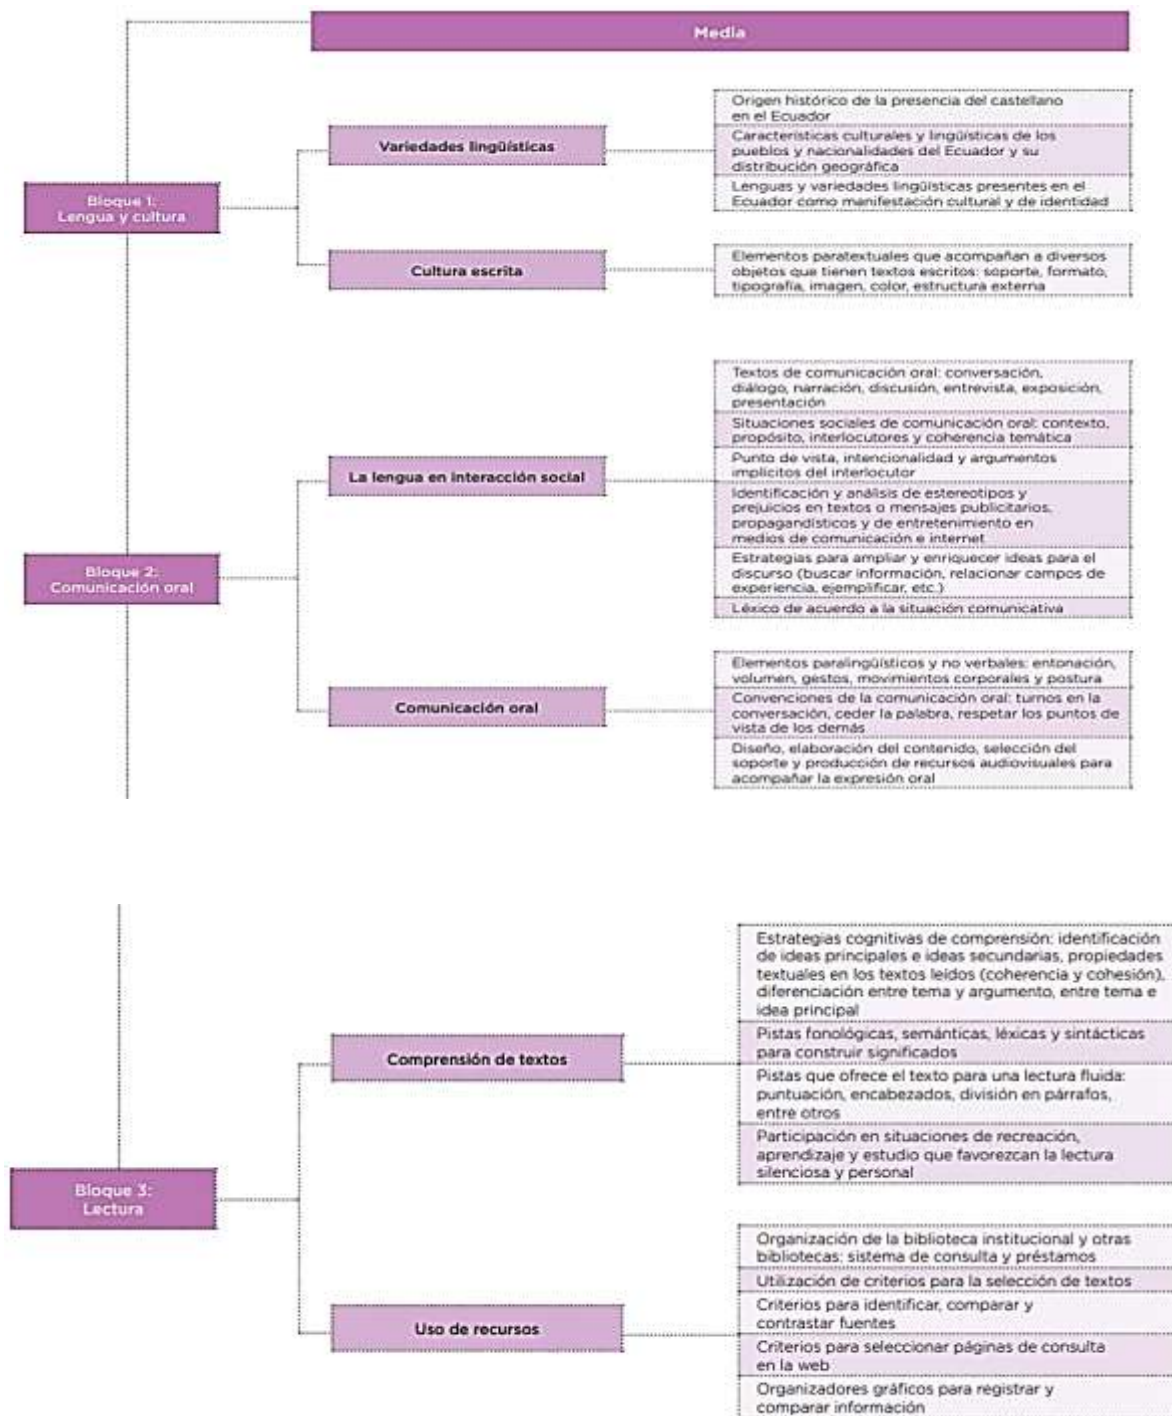 Media
Bloque 1:
Lengua y cultura
Variedades lingüísticas
Origen histórico de la presencia del castellano
en el Ecuador
Características culturales y lingüísticas de los
pueblos y nacionalidades del Ecuador y su
distribución geográfica
Lenguas y variedades lingüísticas presentes en el
Ecuador como manifestación cultural y de identidad
Cultura escrita
Elementos paratextuales que acompañan a diversos
objetos que tienen textos escritos: soporte, formato,
tipografía, imagen, color, estructura externa
Bloque 2:
Comunicación oral
La lengua en interacción social
Textos de comunicación oral: conversación,
diálogo, narración, discusión, entrevista, exposición,
presentación
Situaciones sociales de comunicación oral: contexto,
propósito, interlocutores y coherencia temática
Punto de vista, intencionalidad y argumentos
implícitos del interlocutor
Identificación y análisis de estereotipos y
prejuicios en textos o mensajes publicitarios,
propagandísticos y de entretenimiento en
medios de comunicación e internet
Estrategias para ampliar y enriquecer ideas para el
discurso (buscar información, relacionar campos de
experiencia, ejemplificar, etc.)
Léxico de acuerdo a la situación comunicativa
Comunicación oral
Elementos paralingüísticos y no verbales: entonación,
volumen, gestos, movimientos corporales y postura
Convenciones de la comunicación oral: turnos en la
conversación, ceder la palabra, respetar los puntos de
vista de los demás
Diseño, elaboración del contenido, selección del
soporte y producción de recursos audiovisuales para
acompañar la expresión oral
Bloque 3:
Lectura
Comprensión de textos
Estrategias cognitivas de comprensión: identificación
de ideas principales e ideas secundarias, propiedades
textuales en los textos leídos (coherencia y cohesión),
diferenciación entre tema y argumento, entre tema e
idea principal
Pistas fonológicas, semánticas, léxicas y sintácticas
para construir significados
Pistas que ofrece el texto para una lectura fluida:
puntuación, encabezados, división en párrafos,
entre otros
Participación en situaciones de recreación,
aprendizaje y estudio que favorezcan la lectura
silenciosa y personal
Uso de recursos
Organización de la biblioteca institucional y otras
bibliotecas: sistema de consulta y préstamos
Utilización de criterios para la selección de textos
Criterios para identificar, comparar y
contrastar fuentes
Criterios para seleccionar páginas de consulta
en la web
Organizadores gráficos para registrar y
comparar información